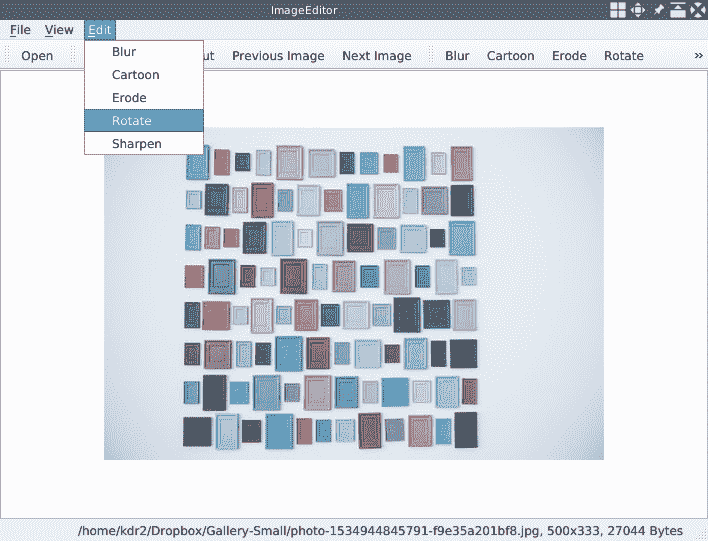 ImageEditor
File View Edit
Open ut Previous Image Next Image Blur Cartoon Erode Rotate »
Blur
Cartoon
Erode
Rotate
Sharpen
/home/kdr2/Dropbox/Gallery-Small/photo-1534944845791-f9e35a201bf8.jpg, 500x333, 27044 Bytes